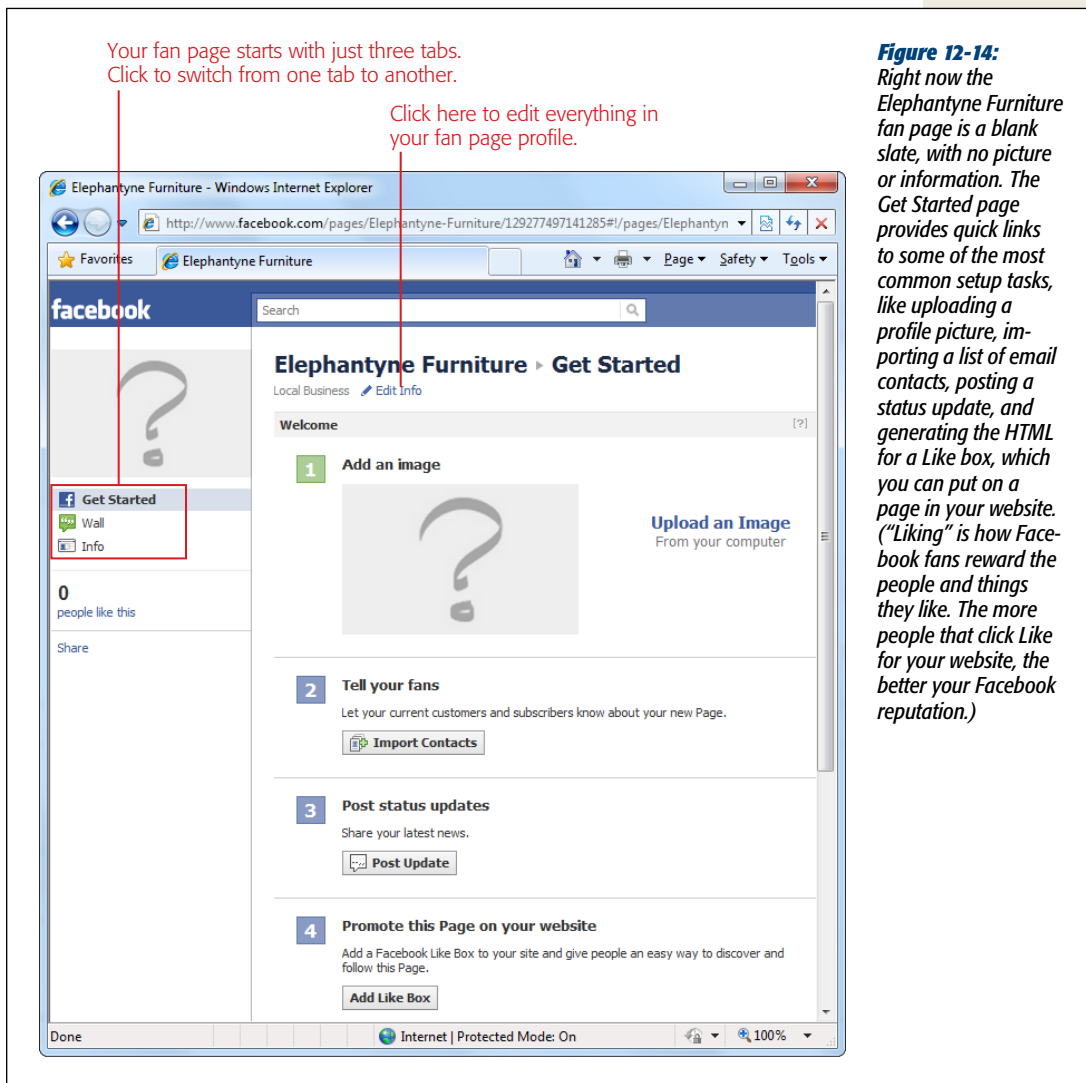 Your fan page starts with just three tabs.
Click to switch from one tab to another.
Click here to edit everything in
your fan page profile.
Elephantyne Furniture - Windows Internet Explorer
http://www.facebook.com/pages/Elephantyne-Furniture/129277497141285#!/pages/Elephantyn
Favorites
Elephantyne Furniture
Page
Safety
Tools
facebook
Search
Elephantyne Furniture ▸ Get Started
Local Business Edit Info
Welcome [?]
Get Started
Wall
Info
0
people like this
Share
1 Add an image
Upload an Image
From your computer
2 Tell your fans
Let your current customers and subscribers know about your new Page.
Import Contacts
3 Post status updates
Share your latest news.
Post Update
4 Promote this Page on your website
Add a Facebook Like Box to your site and give people an easy way to discover and
follow this Page.
Add Like Box
Done
Internet | Protected Mode: On
100%
Figure 12-14:
Right now the
Elephantyne Furniture
fan page is a blank
slate, with no picture
or information. The
Get Started page
provides quick links
to some of the most
common setup tasks,
like uploading a
profile picture, im-
porting a list of email
contacts, posting a
status update, and
generating the HTML
for a Like box, which
you can put on a
page in your website.
(“Liking” is how Face-
book fans reward the
people and things
they like. The more
people that click Like
for your website, the
better your Facebook
reputation.)